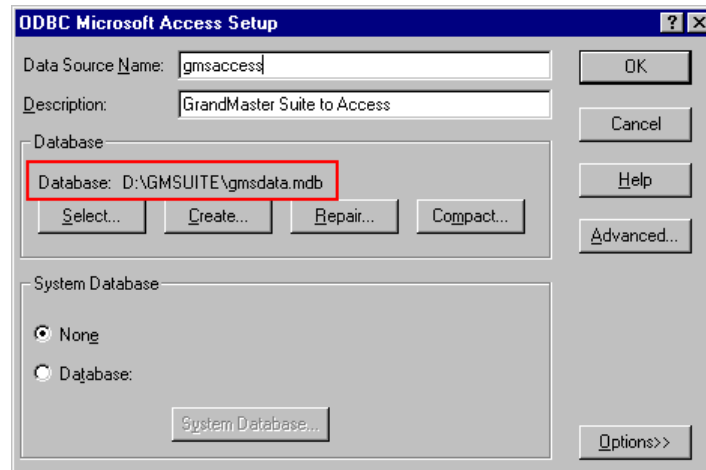 ODBC Microsoft Access Setup
Data Source Name: gmsaccess
OK
Description: GrandMaster Suite to Access
Cancel
Database
Database: D:\GMSUITE\gmsdata.mdb
Help
Select... Create... Repair... Compact...
Advanced...
System Database
None
Database:
System Database...
Options>>